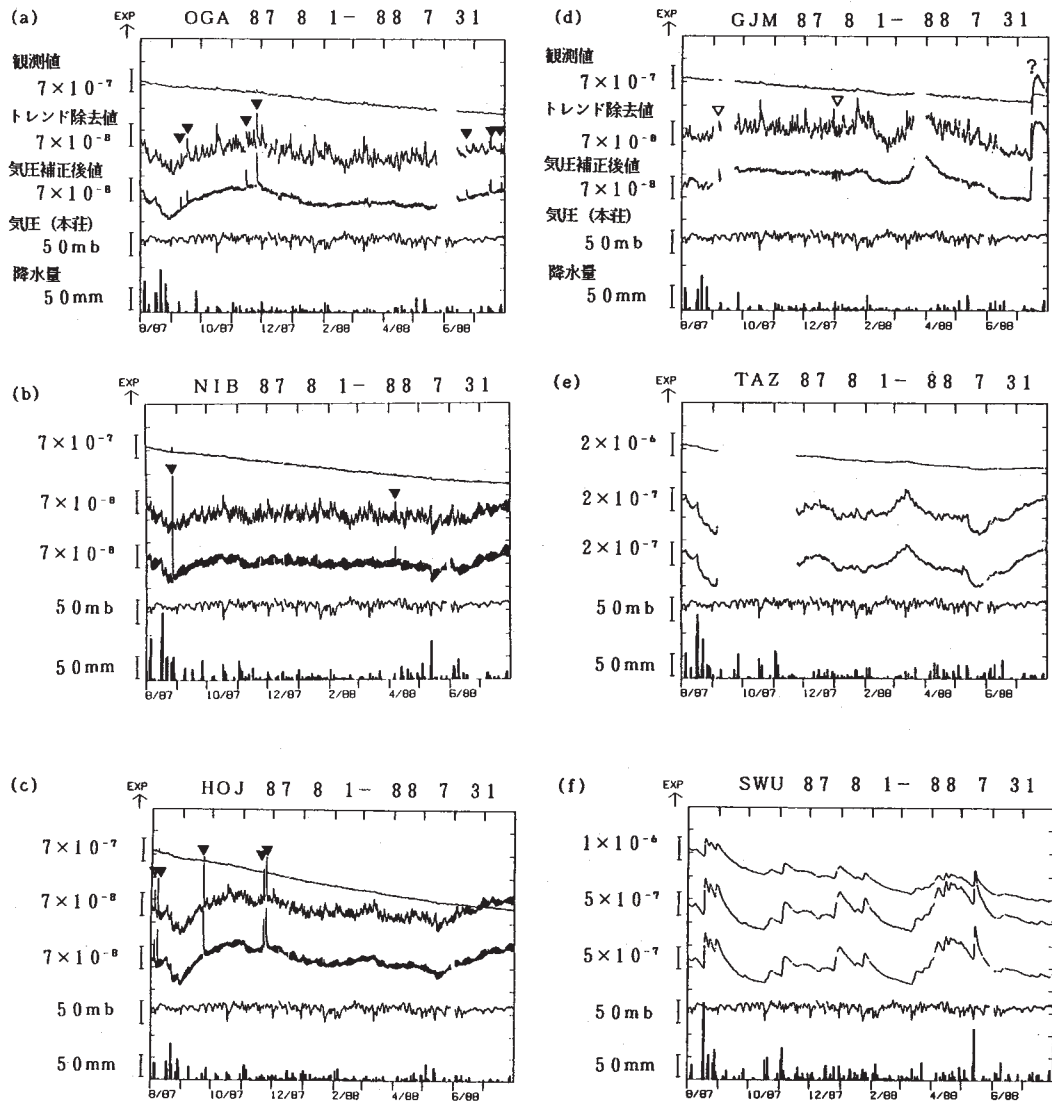 (a)
EXP
OGA 87 8 1- 88 7 31
観測値
7×10⁻⁷
トレンド除去値
7×10⁻⁸
気圧補正後値
7×10⁻⁸
気圧 (本荘)
50mb
降水量
50mm
8/87 10/87 12/87 2/88 4/88 6/88
(b)
EXP
NIB 87 8 1- 88 7 31
7×10⁻⁷
7×10⁻⁸
7×10⁻⁸
50mb
50mm
8/87 10/87 12/87 2/88 4/88 6/88
(c)
EXP
HOJ 87 8 1- 88 7 31
7×10⁻⁷
7×10⁻⁸
7×10⁻⁸
50mb
50mm
8/87 10/87 12/87 2/88 4/88 6/88
(d)
EXP
GJM 87 8 1- 88 7 31
観測値
7×10⁻⁷
?
トレンド除去値
7×10⁻⁸
気圧補正後値
7×10⁻⁸
気圧 (本荘)
50mb
降水量
50mm
8/87 10/87 12/87 2/88 4/88 6/88
(e)
EXP
TAZ 87 8 1- 88 7 31
2×10⁻⁶
2×10⁻⁷
2×10⁻⁷
50mb
50mm
8/87 10/87 12/87 2/88 4/88 6/88
(f)
EXP
SWU 87 8 1- 88 7 31
1×10⁻⁶
5×10⁻⁷
5×10⁻⁷
50mb
50mm
8/87 10/87 12/87 2/88 4/88 6/88